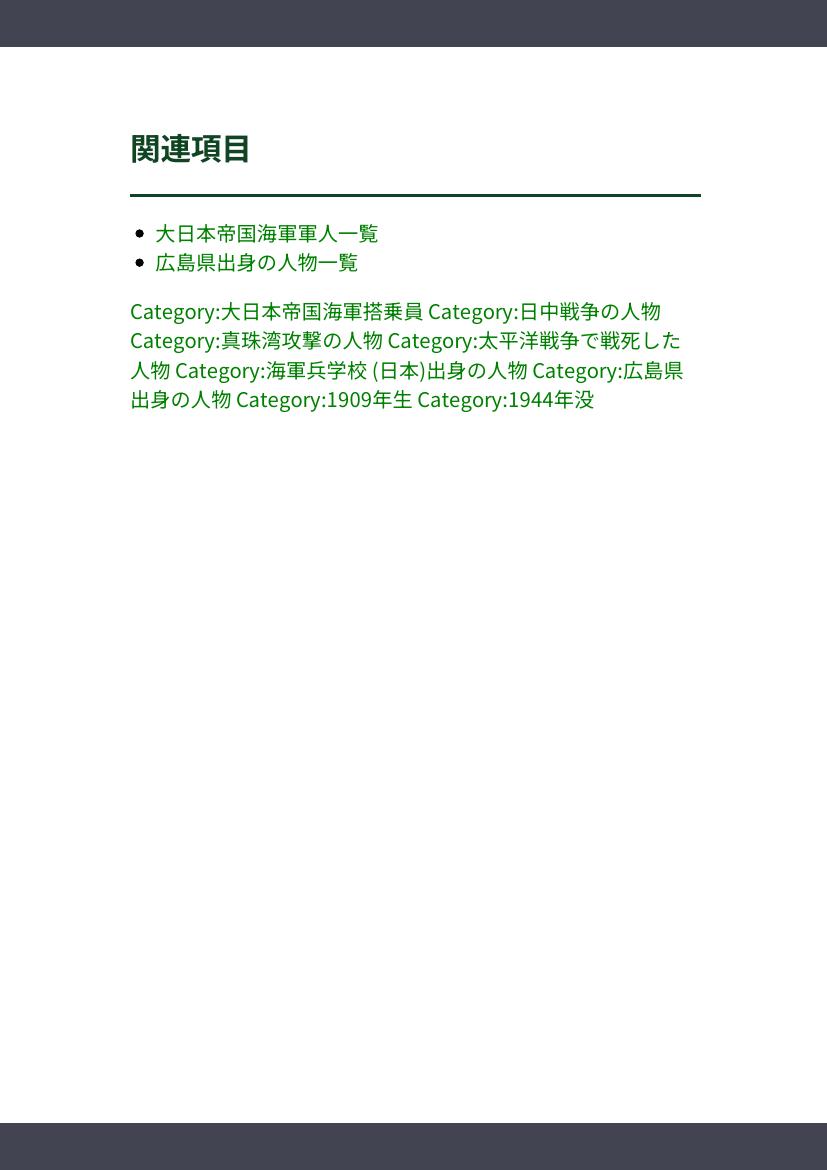 関連項目
大日本帝国海軍軍人一覧
広島県出身の人物一覧
Category:大日本帝国海軍搭乗員 Category:日中戦争の人物
Category:真珠湾攻撃の人物 Category:太平洋戦争で戦死した
人物 Category:海軍兵学校 (日本)出身の人物 Category:広島県
出身の人物 Category:1909年生 Category:1944年没